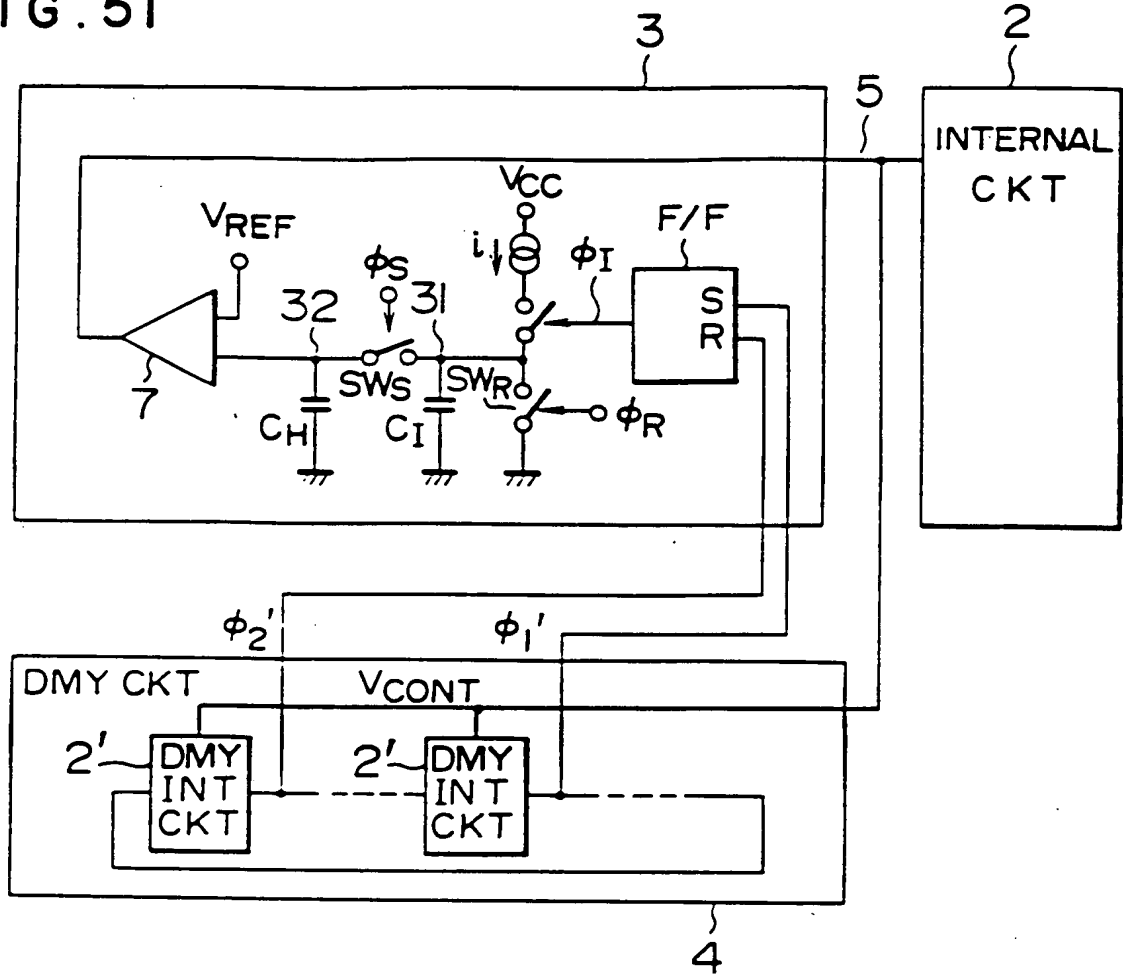 IG. 51
3
2
5
INTERNAL
CKT
VCC
VREF
i
F/F
ϕS
ϕI
32
31
S
R
7
SWS
SWR
CH
CI
ϕR
ϕ2'
ϕ1'
DMY CKT
VCONT
2'
DMY
INT
CKT
2'
DMY
INT
CKT
4